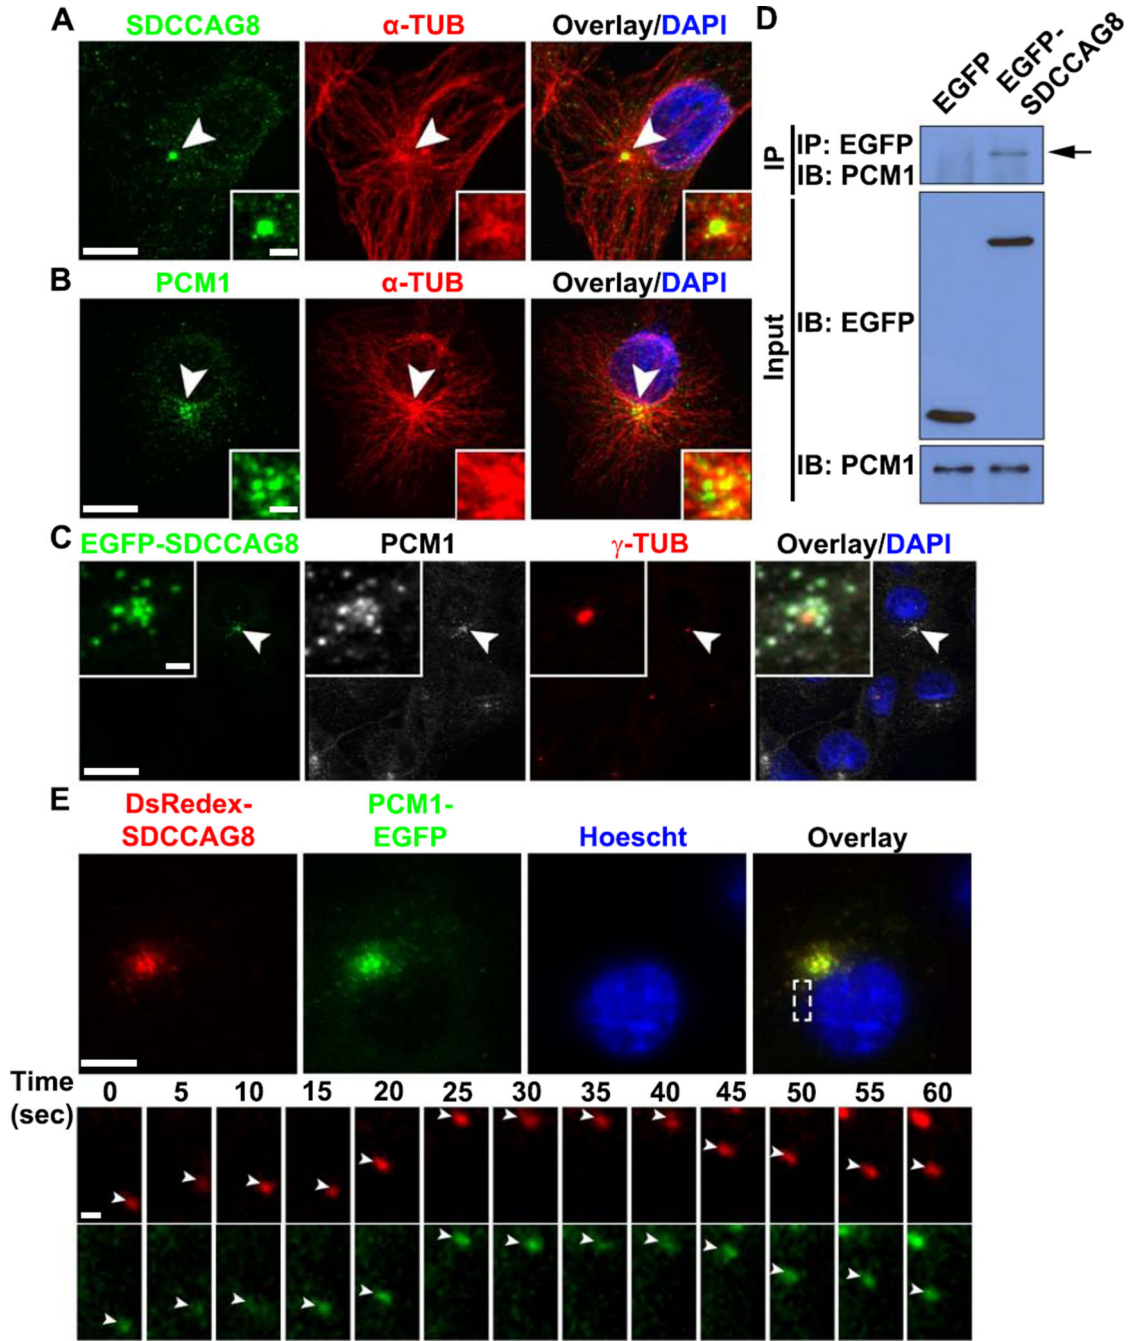 A
SDCCAG8
α-TUB
Overlay/DAPI
B
PCM1
α-TUB
Overlay/DAPI
C
EGFP-SDCCAG8
PCM1
γ-TUB
Overlay/DAPI
D
EGFP
EGFP-
SDCCAG8
IP
IP: EGFP
IB: PCM1
Input
IB: EGFP
IB: PCM1
E
DsRedex-
SDCCAG8
PCM1-
EGFP
Hoescht
Overlay
Time
(sec)
0 5 10 15 20 25 30 35 40 45 50 55 60